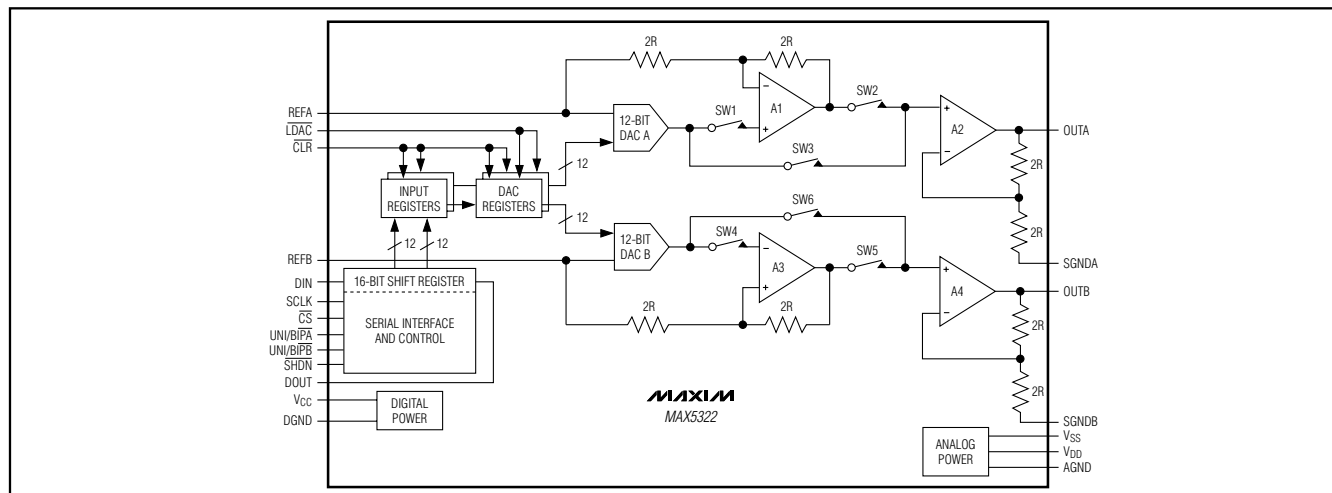 2R
2R
REFA
LDAC
CLR
12-BIT
DAC A
SW1
A1
SW2
SW3
A2
OUTA
2R
2R
SGNDA
INPUT
REGISTERS
DAC
REGISTERS
12
12
12
12
REFB
12-BIT
DAC B
SW6
SW4
A3
SW5
2R
2R
A4
OUTB
2R
2R
SGNDB
DIN
16-BIT SHIFT REGISTER
SCLK
CS
UNI/BIPA
UNI/BIPB
SHDN
SERIAL INTERFACE
AND CONTROL
DOUT
VCC
DGND
DIGITAL
POWER
MAXIM
MAX5322
ANALOG
POWER
VSS
VDD
AGND